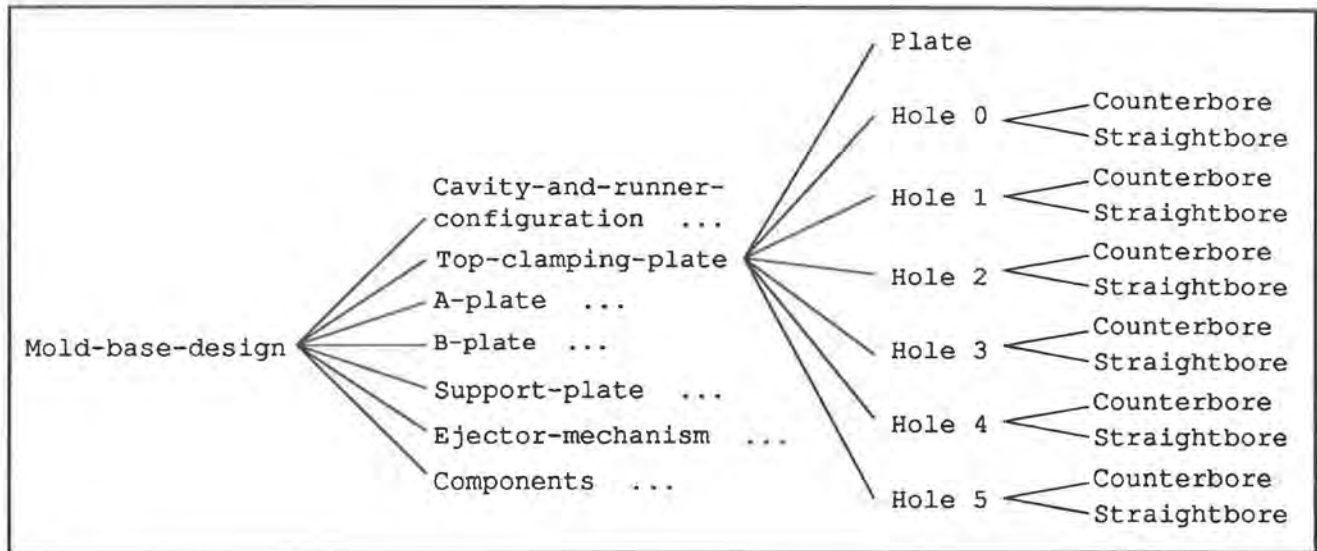 Mold-base-design
Cavity-and-runner-
configuration ...
Top-clamping-plate
A-plate ...
B-plate ...
Support-plate ...
Ejector-mechanism ...
Components ...
Plate
Hole 0
Counterbore
Straightbore
Hole 1
Counterbore
Straightbore
Hole 2
Counterbore
Straightbore
Hole 3
Counterbore
Straightbore
Hole 4
Counterbore
Straightbore
Hole 5
Counterbore
Straightbore